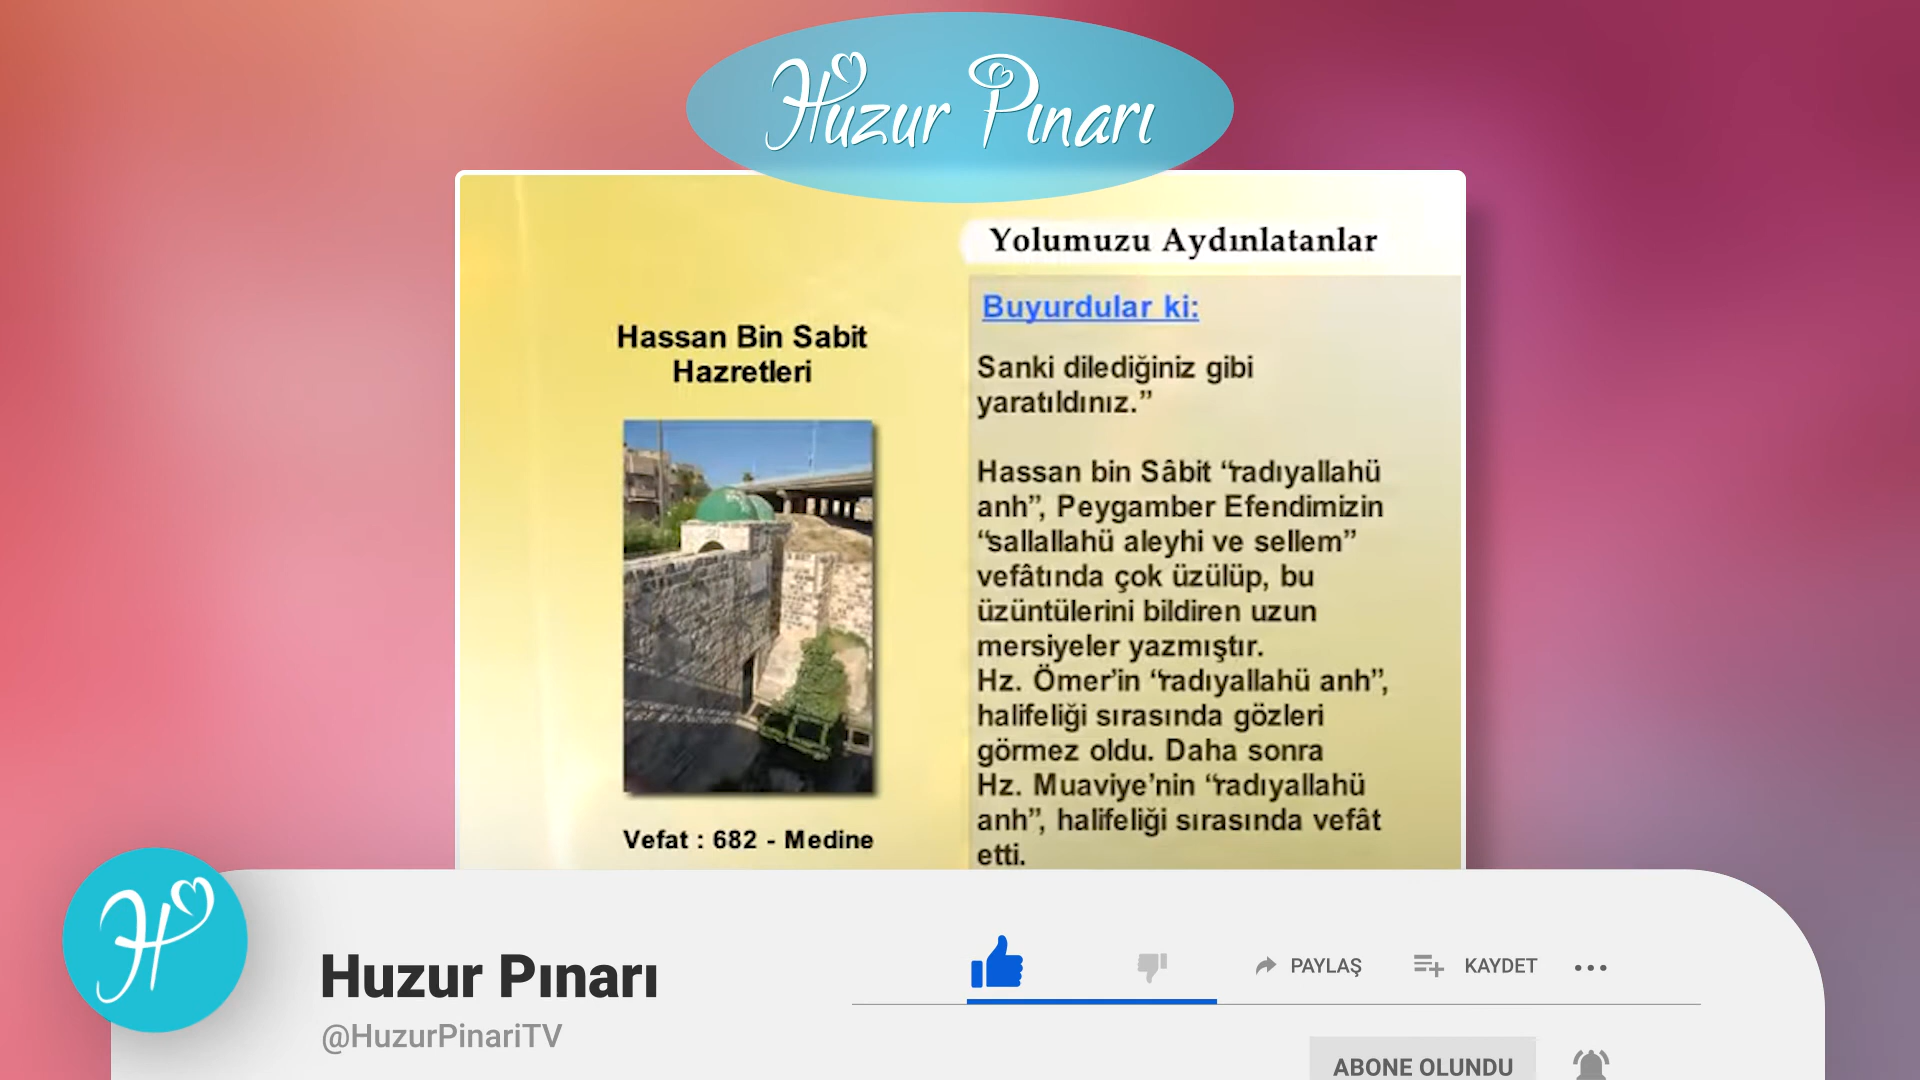 Huzur Pınarı
Yolumuzu Aydınlatanlar
Hassan Bin Sabit
Hazretleri
Vefat : 682 - Medine
Buyurdular ki:
Sanki dilediğiniz gibi
yaratıldınız.”
Hassan bin Sâbit “radıyallahü
anh”, Peygamber Efendimizin
“sallallahü aleyhi ve sellem”
vefâtında çok üzülüp, bu
üzüntülerini bildiren uzun
mersiyeler yazmıştır.
Hz. Ömer’in “radıyallahü anh”,
halifeliği sırasında gözleri
görmez oldu. Daha sonra
Hz. Muaviye’nin “radıyallahü
anh”, halifeliği sırasında vefât
etti.
Huzur Pınarı
@HuzurPinariTV
PAYLAŞ
KAYDET
ABONE OLUNDU